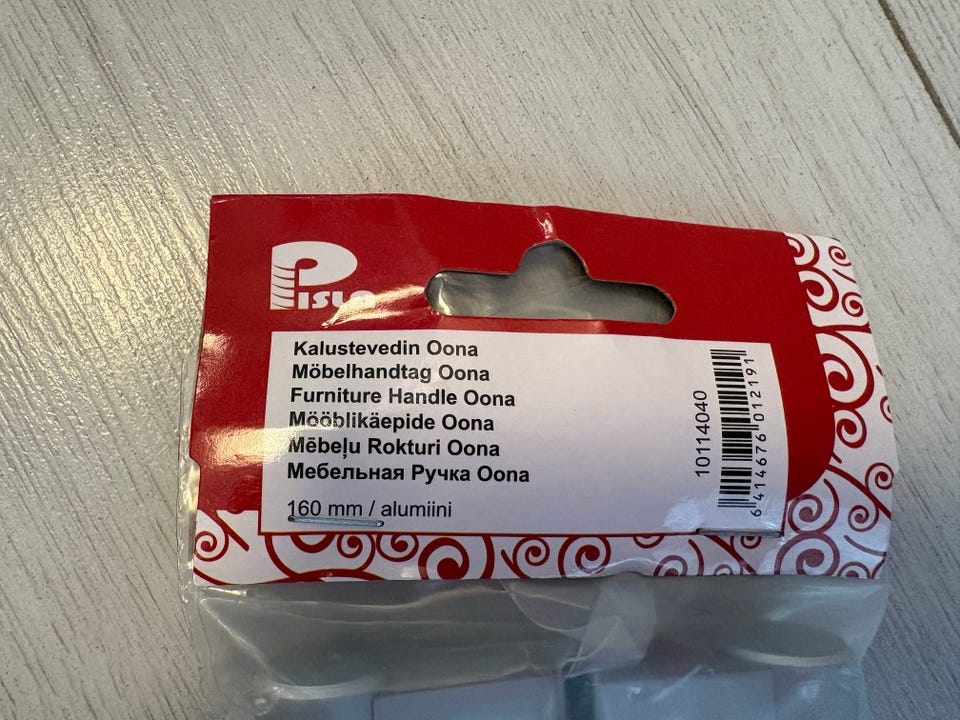 Pisla
Kalustevedin Oona
Möbelhandtag Oona
Furniture Handle Oona
Mööblikäepide Oona
Mēbeļu Rokturi Oona
Мебельная Ручка Oona
160 mm / alumiini
10114040
6 414676 012191